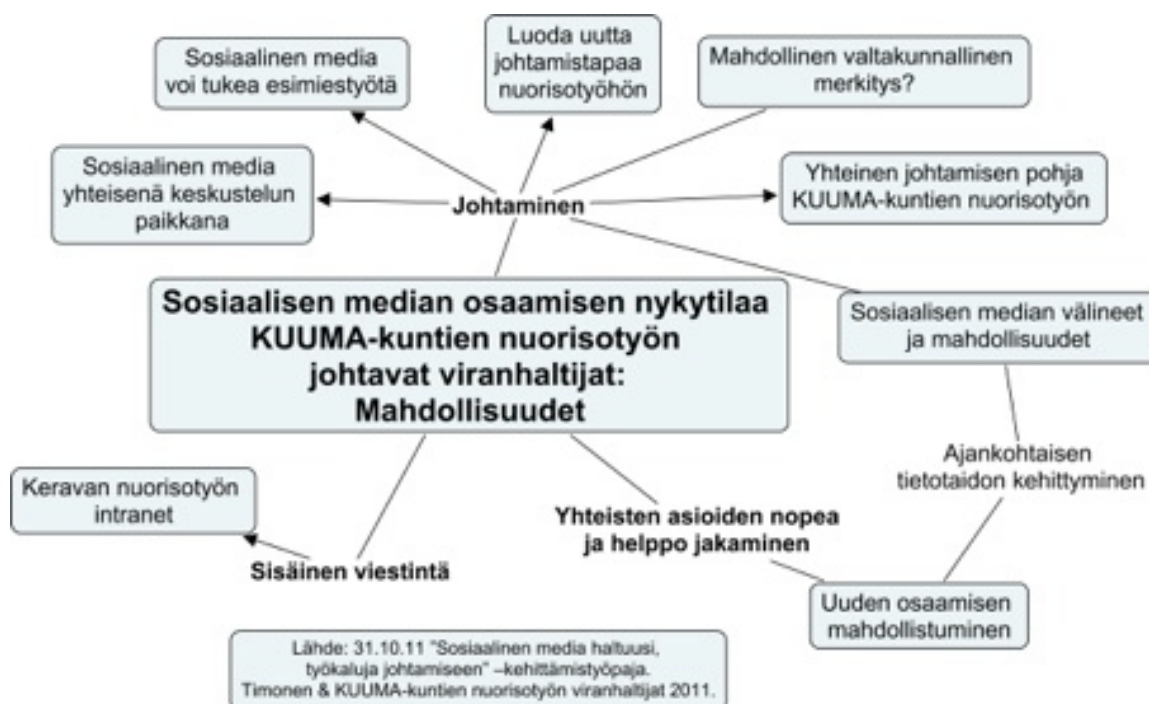 Sosiaalinen media
voi tukea esimiestyötä
Luoda uutta
johtamistapaa
nuorisotyöhön
Mahdollinen valtakunnallinen
merkitys?
Sosiaalinen media
yhteisenä keskustelun
paikkana
Johtaminen
Yhteinen johtamisen pohja
KUUMA-kuntien nuorisotyön
Sosiaalisen median osaamisen nykytilaa
KUUMA-kuntien nuorisotyön
johtavat viranhaltijat:
Mahdollisuudet
Sosiaalisen median välineet
ja mahdollisuudet
Keravan nuorisotyön
intranet
Sisäinen viestintä
Yhteisten asioiden nopea
ja helppo jakaminen
Ajankohtaisen
tietotaidon kehittyminen
Uuden osaamisen
mahdollistuminen
Lähde: 31.10.11 "Sosiaalinen media haltuusi,
työkaluja johtamiseen" –kehittämistyöpaja.
Timonen & KUUMA-kuntien nuorisotyön viranhaltijat 2011.